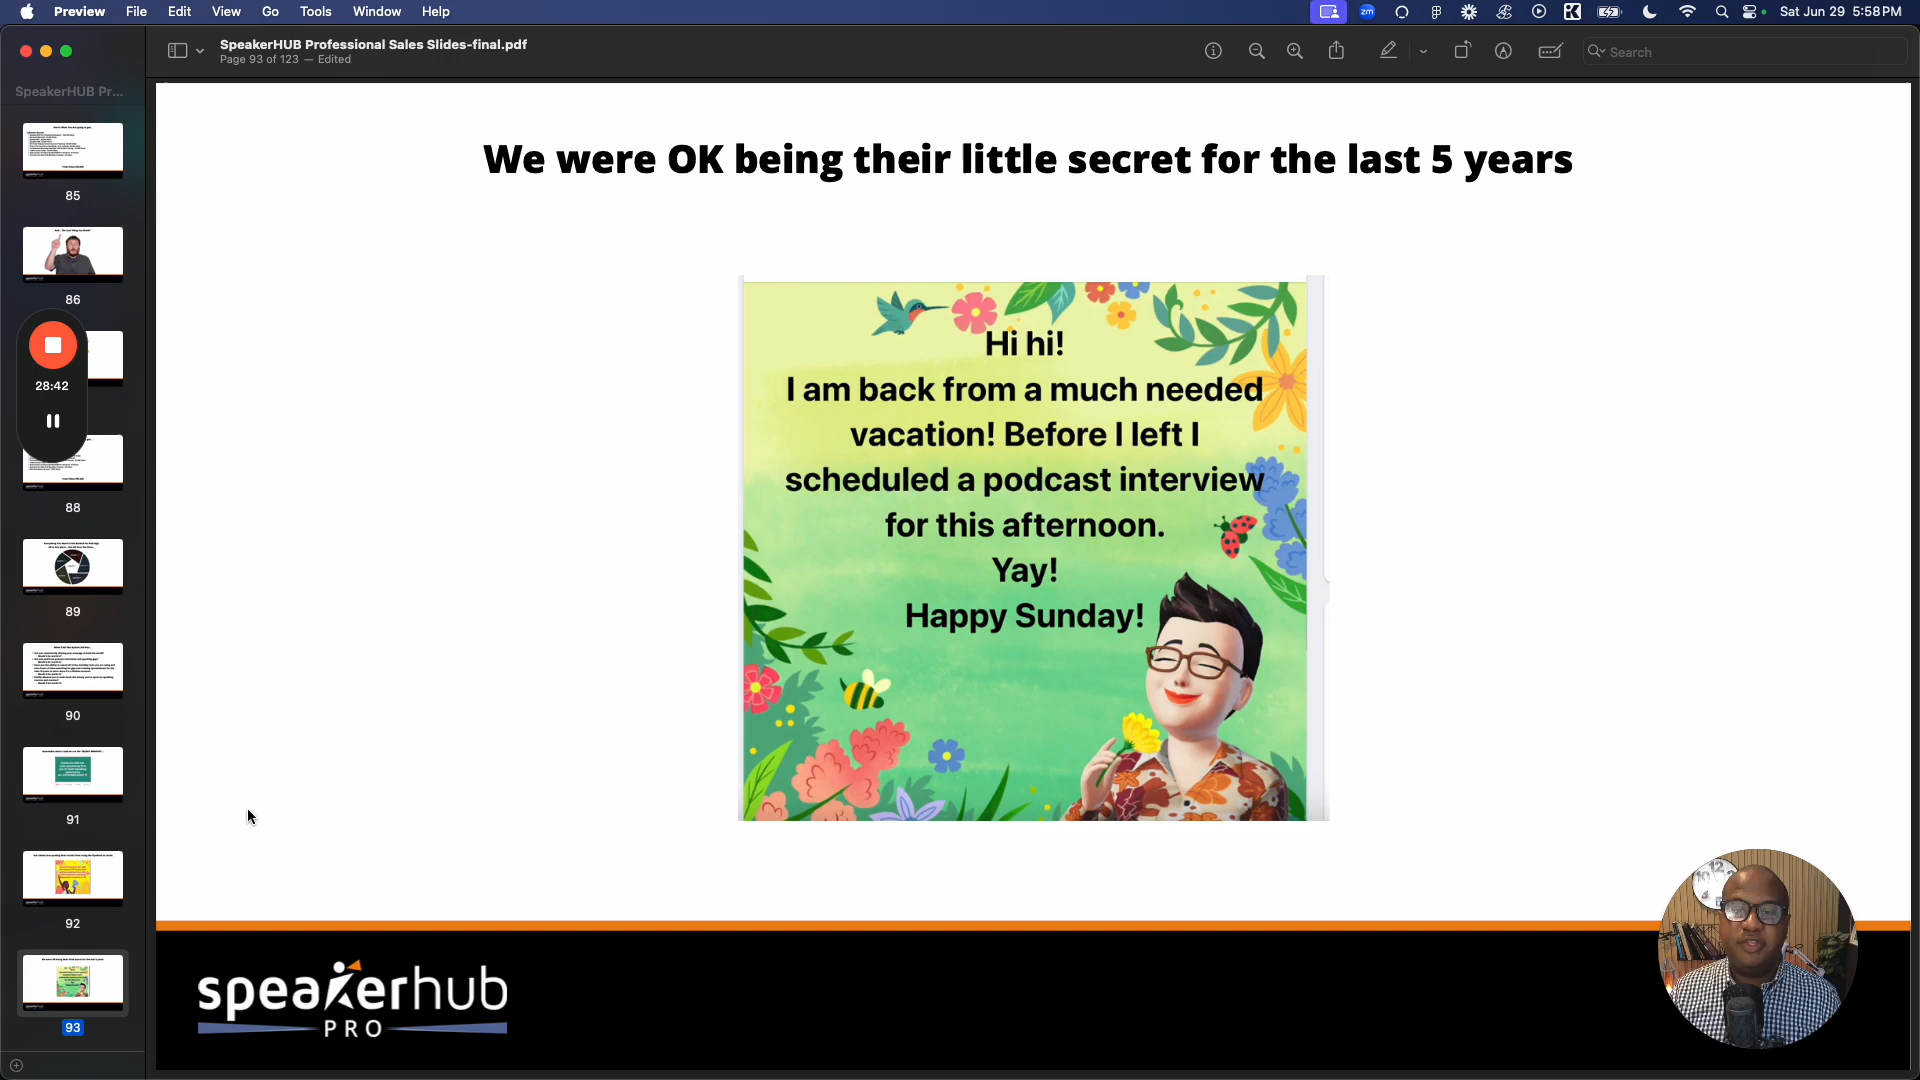 Preview File Edit View Go Tools Window Help
zm
Sat Jun 29 5:58 PM
SpeakerHUB Professional Sales Slides-final.pdf
Page 93 of 123 — Edited
Search
SpeakerHUB Pr...
85
86
28:42
88
89
90
91
92
93
We were OK being their little secret for the last 5 years
Hi hi!
I am back from a much needed
vacation! Before I left I
scheduled a podcast interview
for this afternoon.
Yay!
Happy Sunday!
speakerhub
PRO